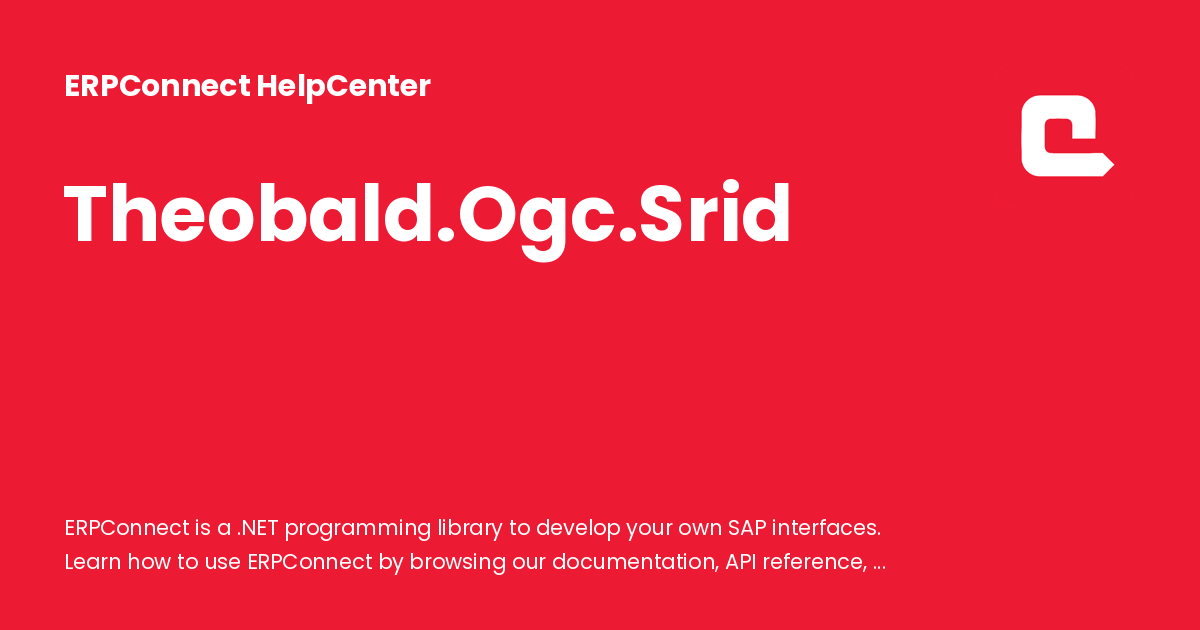 ERPConnect HelpCenter
Theobald.Ogc.Srid
ERPConnect is a .NET programming library to develop your own SAP interfaces.
Learn how to use ERPConnect by browsing our documentation, API reference, ...